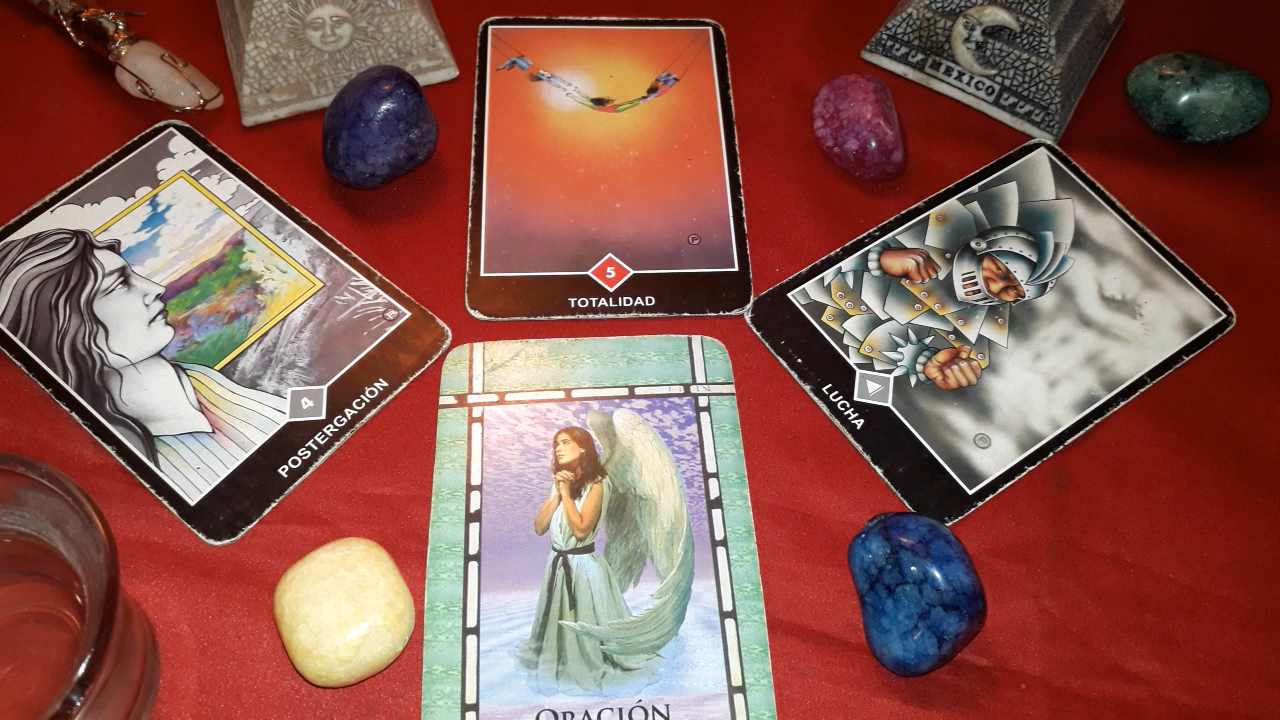 MEXICO
5
TOTALIDAD
4
POSTERGACIÓN
LUCHA
ORACIÓN